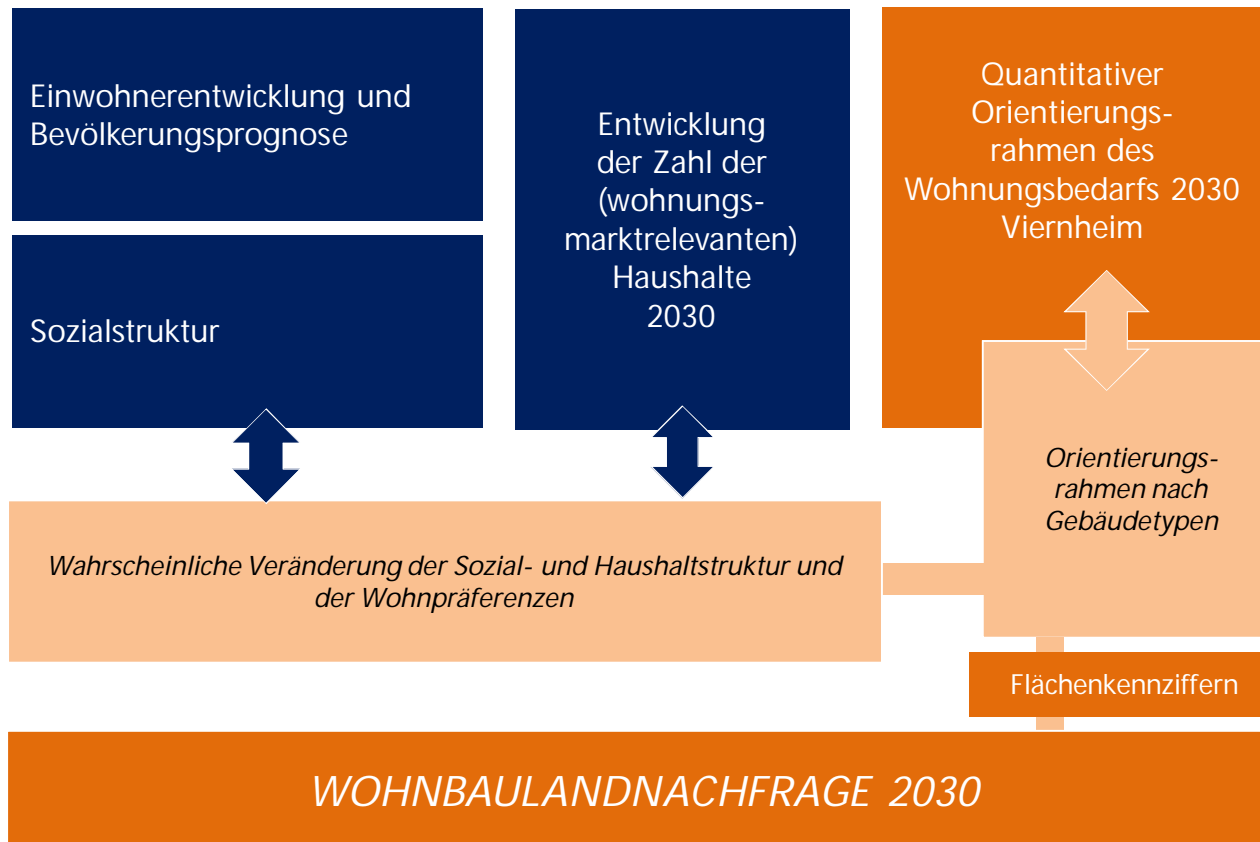 Einwohnerentwicklung und
Bevölkerungsprognose
Sozialstruktur
Entwicklung
der Zahl der
(wohnungs-
marktrelevanten)
Haushalte
2030
Quantitativer
Orientierungs-
rahmen des
Wohnungsbedarfs 2030
Viernheim
Orientierungs-
rahmen nach
Gebäudetypen
Wahrscheinliche Veränderung der Sozial- und Haushaltstruktur und
der Wohnpräferenzen
Flächenkennziffern
WOHNBAULANDNACHFRAGE 2030